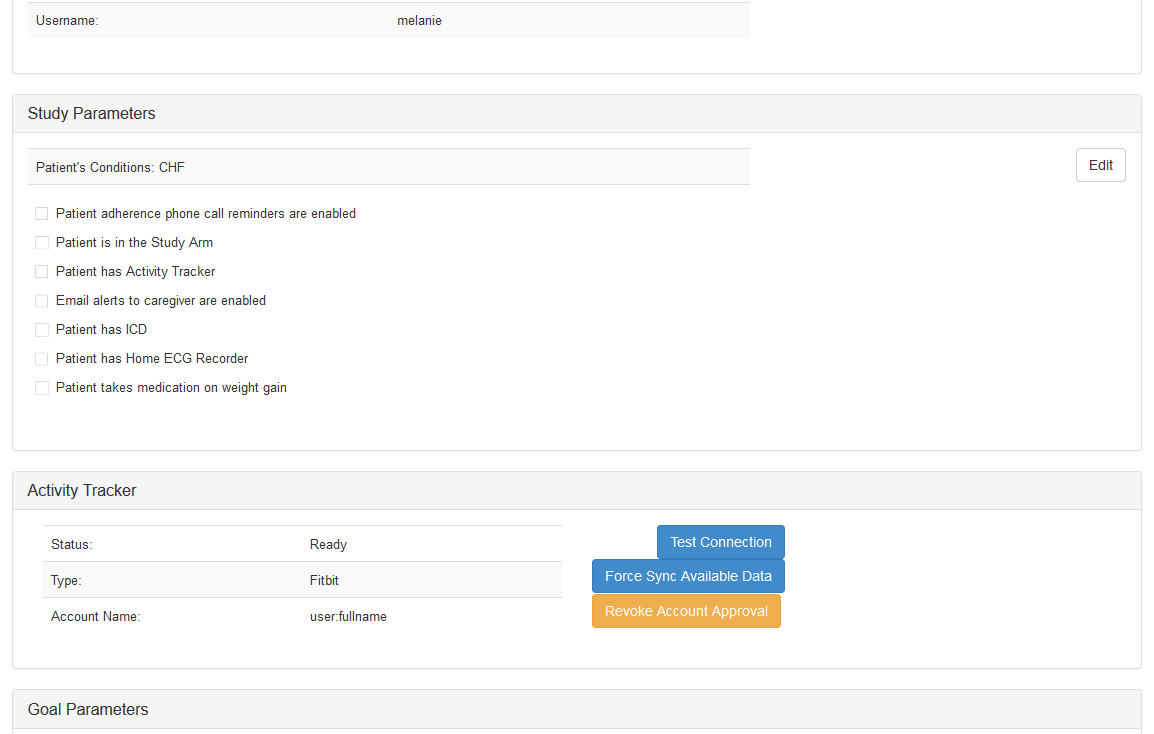 Username: melanie
Study Parameters
Patient's Conditions: CHF
Edit
Patient adherence phone call reminders are enabled
Patient is in the Study Arm
Patient has Activity Tracker
Email alerts to caregiver are enabled
Patient has ICD
Patient has Home ECG Recorder
Patient takes medication on weight gain
Activity Tracker
Status: Ready
Test Connection
Type: Fitbit
Force Sync Available Data
Account Name: user:fullname
Revoke Account Approval
Goal Parameters